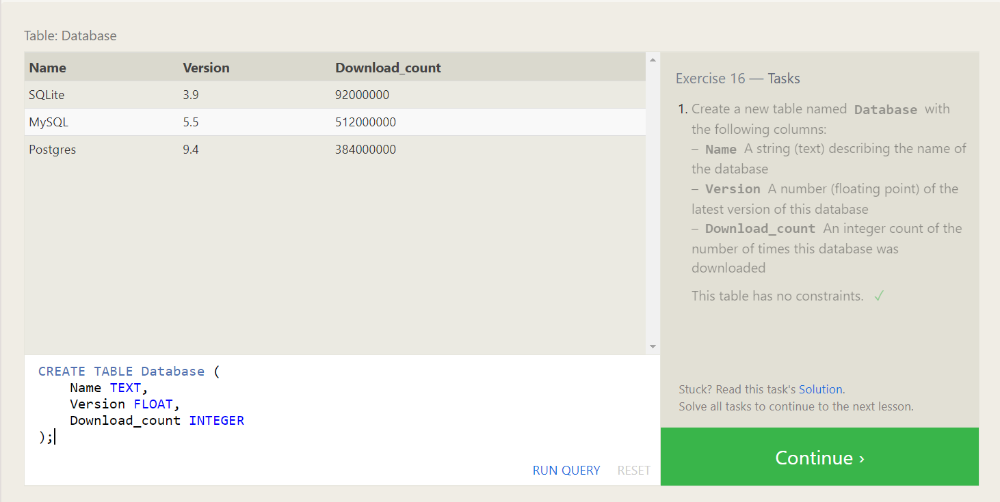 Table: Database
Name Version Download_count
SQLite 3.9 92000000
MySQL 5.5 512000000
Postgres 9.4 384000000
CREATE TABLE Database (
    Name TEXT,
    Version FLOAT,
    Download_count INTEGER
);
RUN QUERY RESET
Exercise 16 — Tasks
1. Create a new table named Database with
the following columns:
– Name A string (text) describing the name of
the database
– Version A number (floating point) of the
latest version of this database
– Download_count An integer count of the
number of times this database was
downloaded
This table has no constraints. ✓
Stuck? Read this task's Solution.
Solve all tasks to continue to the next lesson.
Continue ›